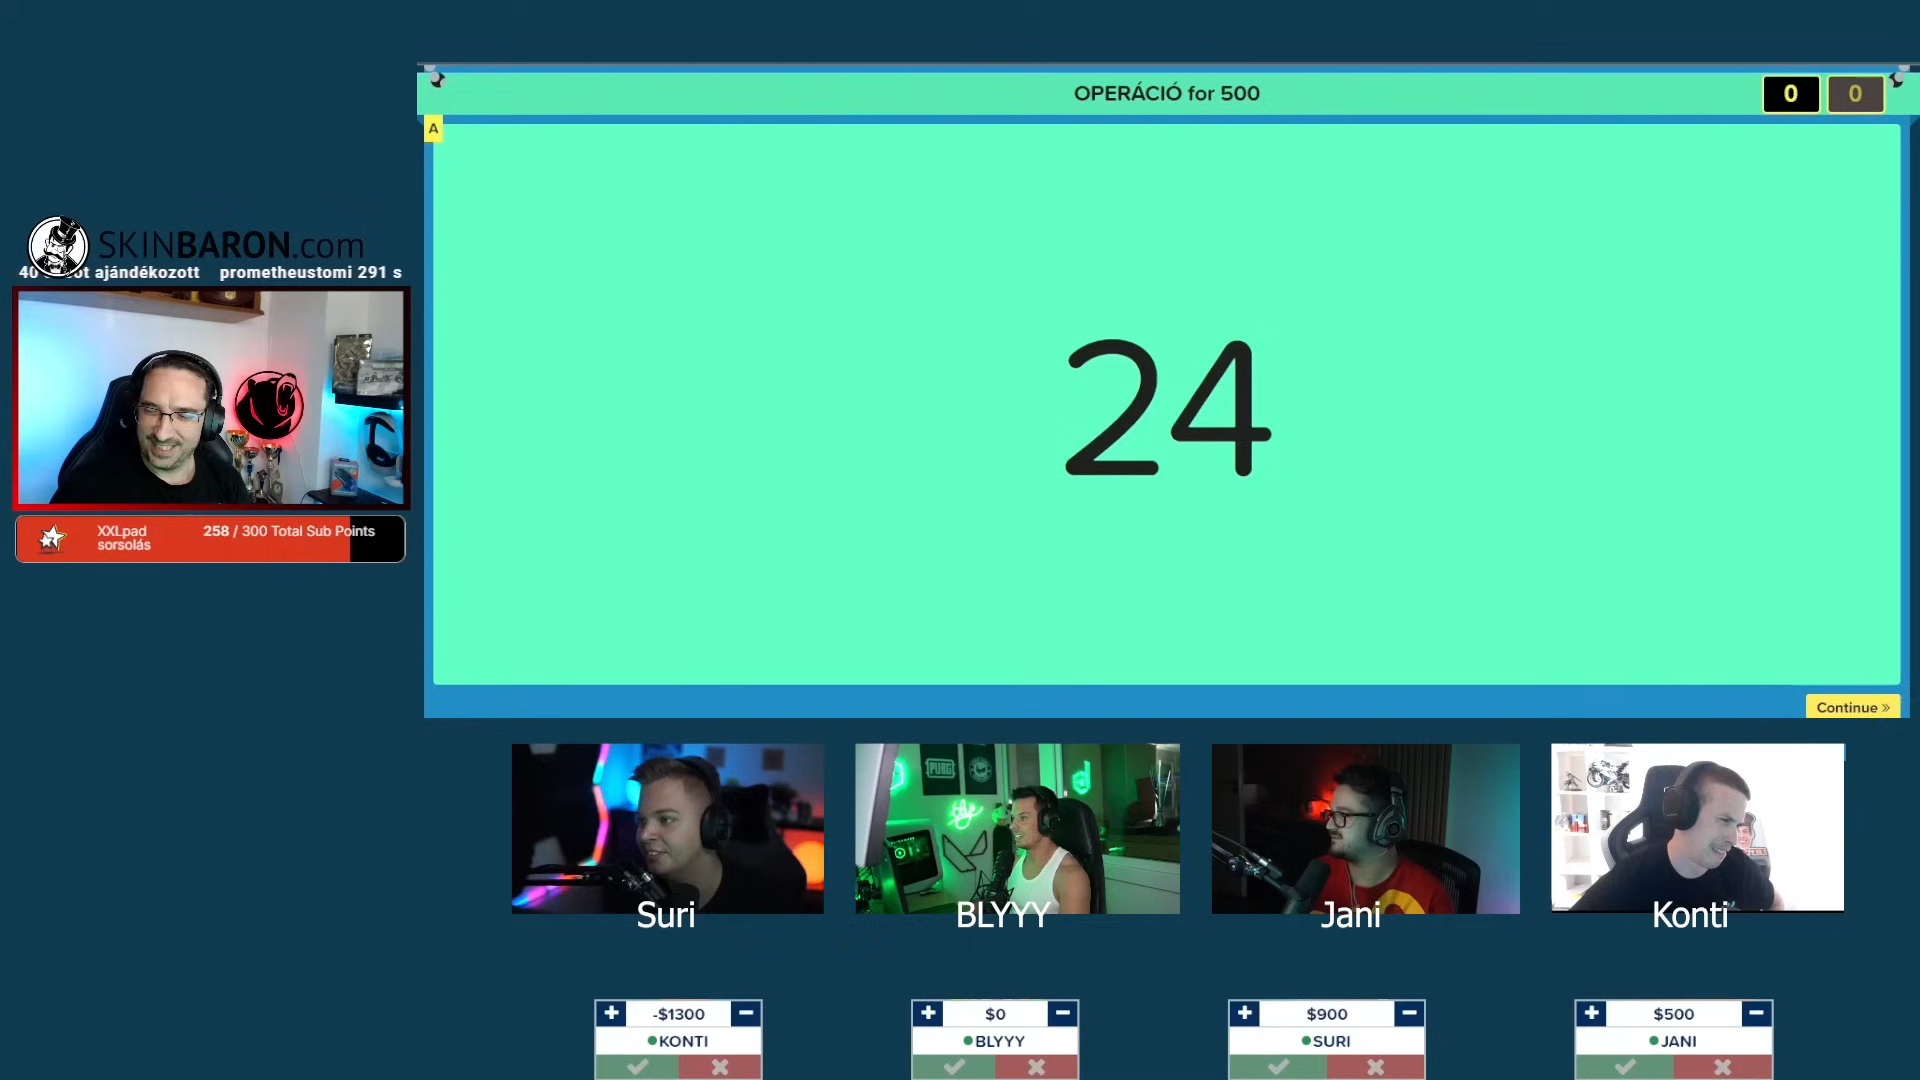 OPERÁCIÓ for 500
0
0
A
24
Continue »
SKINBARON.com
ajándékozott prometheustomi 291 s
XXLpad
sorsolás
258 / 300 Total Sub Points
PUBG
Suri
BLYYY
Jani
Konti
-$1300
KONTI
$0
BLYYY
$900
SURI
$500
JANI